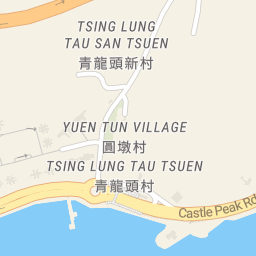 TSING LUNG
TAU SAN TSUEN
青龍頭新村
YUEN TUN VILLAGE
圓墩村
TSING LUNG TAU TSUEN
青龍頭村
Castle Peak Rd